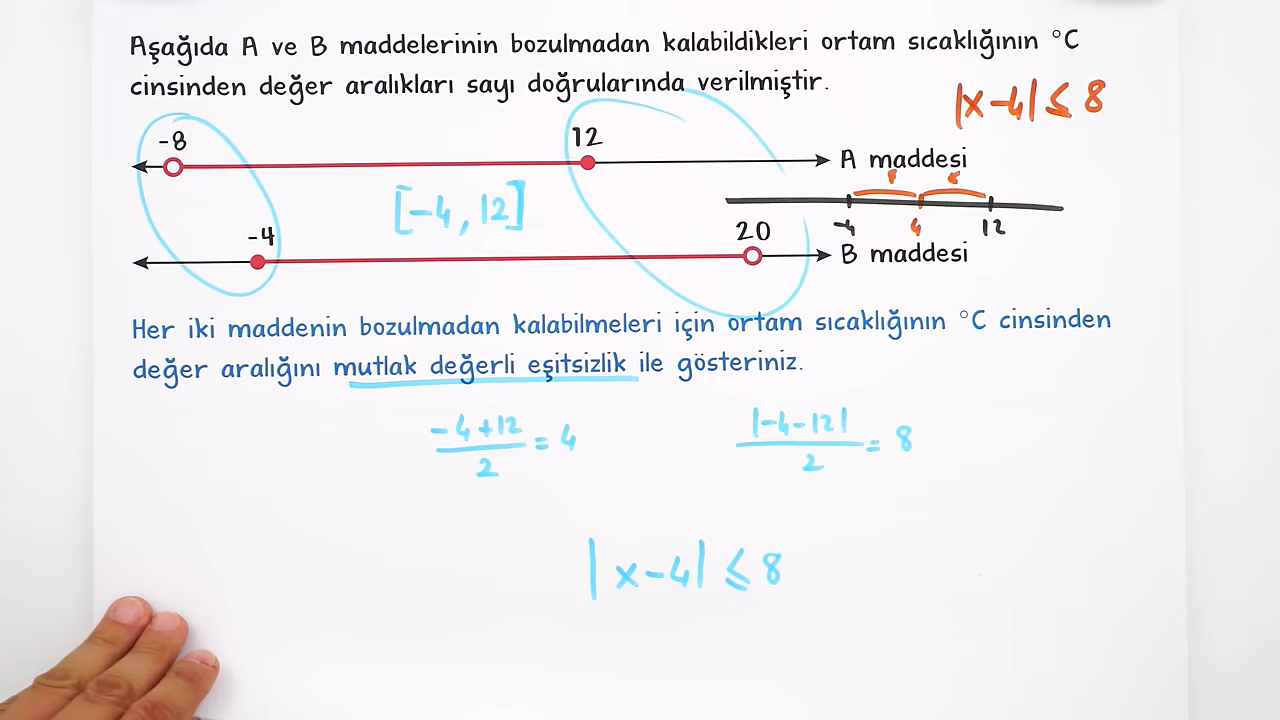 Aşağıda A ve B maddelerinin bozulmadan kalabildikleri ortam sıcaklığının °C
cinsinden değer aralıkları sayı doğrularında verilmiştir.
|x-4| ≤ 8
-8 12
A maddesi
8 8
[-4, 12]
-4 4 12
-4 20
B maddesi
Her iki maddenin bozulmadan kalabilmeleri için ortam sıcaklığının °C cinsinden
değer aralığını mutlak değerli eşitsizlik ile gösteriniz.
-4+12/2 = 4 |-4-12|/2 = 8
|x-4| ≤ 8